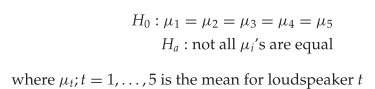 H₀ : μ₁ = μ₂ = μ₃ = μ₄ = μ₅
Hₐ : not all μᵢ's are equal
where μₜ; t = 1, . . . , 5 is the mean for loudspeaker t